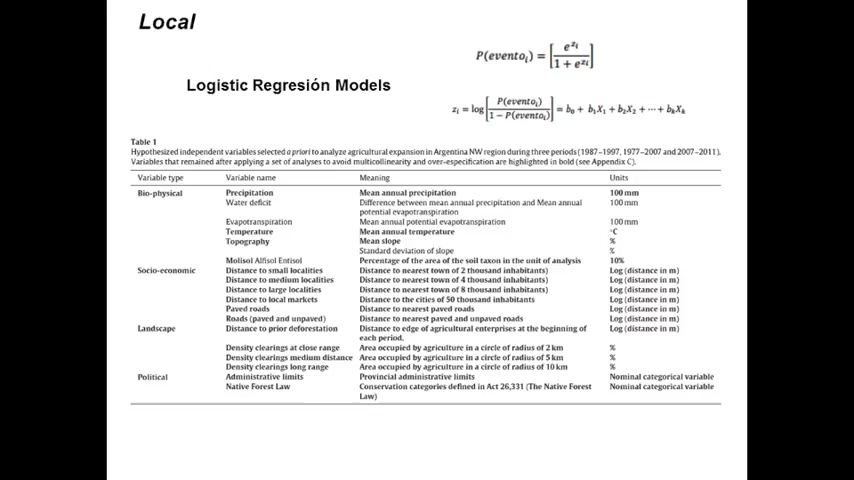 Local
P(evento_i) = [e^{z_i} / 1 + e^{z_i}]
Logistic Regresión Models
z_i = log [P(evento_i) / 1 − P(evento_i)] = b_0 + b_1X_1 + b_2X_2 + ⋯ + b_kX_k
Table 1
Hypothesized independent variables selected a priori to analyze agricultural expansion in Argentina NW region during three periods (1987–1997, 1977–2007 and 2007–2011).
Variables that remained after applying a set of analyses to avoid multicollinearity and over-especification are highlighted in bold (see Appendix C).
Variable type Variable name Meaning Units
Bio-physical Precipitation Mean annual precipitation 100 mm
Water deficit Difference between mean annual precipitation and Mean annual 100 mm
potential evapotranspiration
Evapotranspiration Mean annual potential evapotranspiration 100 mm
Temperature Mean annual temperature °C
Topography Mean slope %
Standard deviation of slope %
Molisol Alfisol Entisol Percentage of the area of the soil taxon in the unit of analysis 10%
Socio-economic Distance to small localities Distance to nearest town of 2 thousand inhabitants) Log (distance in m)
Distance to medium localities Distance to nearest town of 4 thousand inhabitants) Log (distance in m)
Distance to large localities Distance to nearest town of 8 thousand inhabitants) Log (distance in m)
Distance to local markets Distance to the cities of 50 thousand inhabitants Log (distance in m)
Paved roads Distance to nearest paved roads Log (distance in m)
Roads (paved and unpaved) Distance to nearest paved and unpaved roads Log (distance in m)
Landscape Distance to prior deforestation Distance to edge of agricultural enterprises at the beginning of Log (distance in m)
each period.
Density clearings at close range Area occupied by agriculture in a circle of radius of 2 km %
Density clearings medium distance Area occupied by agriculture in a circle of radius of 5 km %
Density clearings long range Area occupied by agriculture in a circle of radius of 10 km %
Political Administrative limits Provincial administrative limits Nominal categorical variable
Native Forest Law Conservation categories defined in Act 26,331 (The Native Forest Nominal categorical variable
Law)